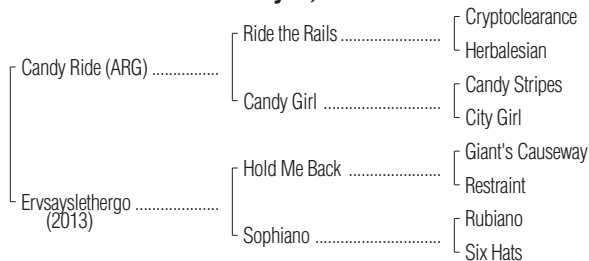 Cryptoclearance
Ride the Rails
Herbalesian
Candy Ride (ARG)
Candy Stripes
Candy Girl
City Girl
Giant's Causeway
Hold Me Back
Restraint
Ervsayslethergo
(2013)
Rubiano
Sophiano
Six Hats